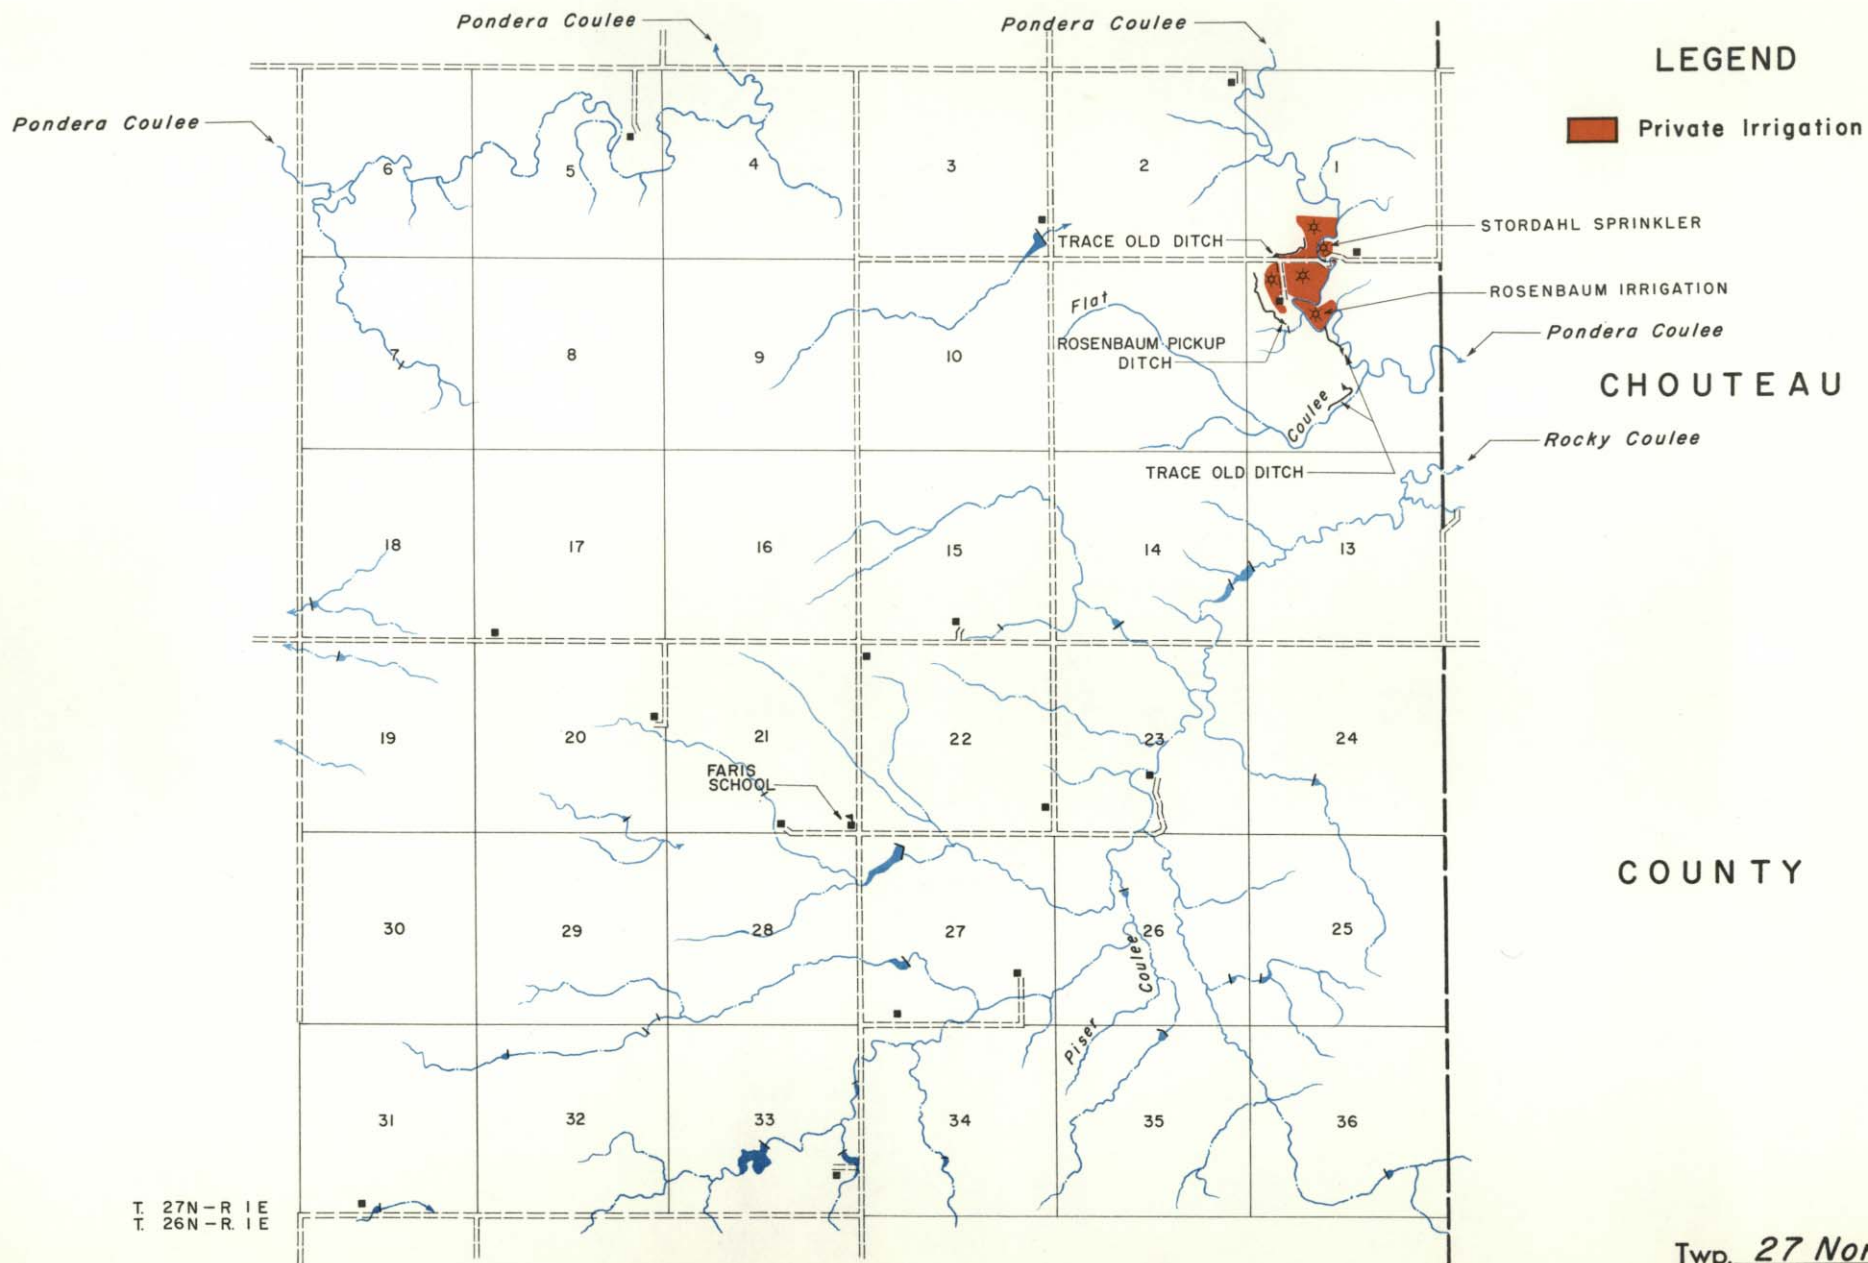 Pondera Coulee
Pondera Coulee
LEGEND
Pondera Coulee
Private Irrigation
6
5
4
3
2
1
TRACE OLD DITCH
STORDAHL SPRINKLER
ROSENBAUM IRRIGATION
Flat
Pondera Coulee
ROSENBAUM PICKUP
DITCH
7
8
9
10
CHOUTEAU
Coulee
Rocky Coulee
TRACE OLD DITCH
18
17
16
15
14
13
19
20
21
22
23
24
FARIS
SCHOOL
COUNTY
30
29
28
27
26
25
Piser Coulee
31
32
33
34
35
36
T. 27N-R 1E
T. 26N-R. 1E
Twp. 27